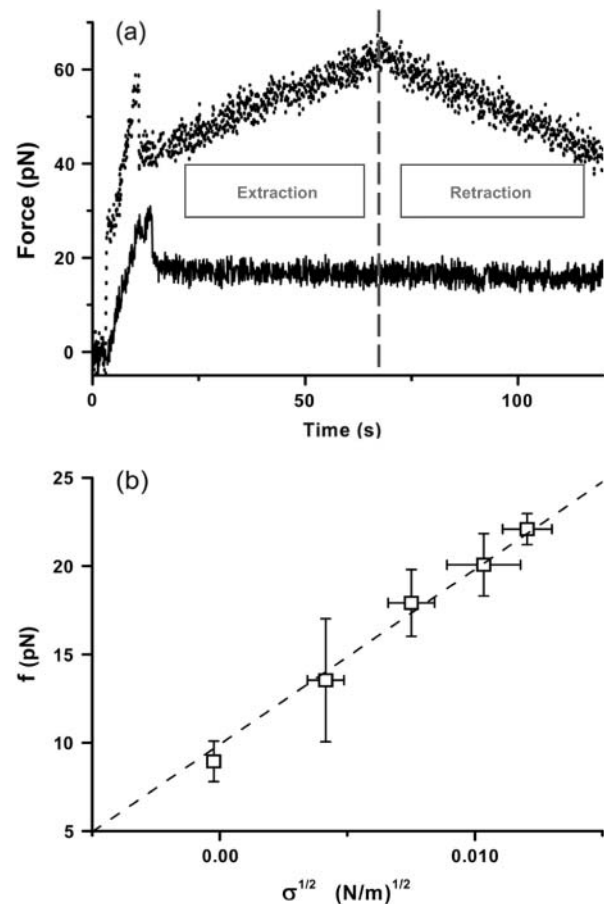 (a)
60
40
20
0
Force (pN)
Extraction
Retraction
0
50
100
Time (s)
(b)
25
20
15
10
5
f (pN)
0.00
0.010
σ^{1/2} (N/m)^{1/2}